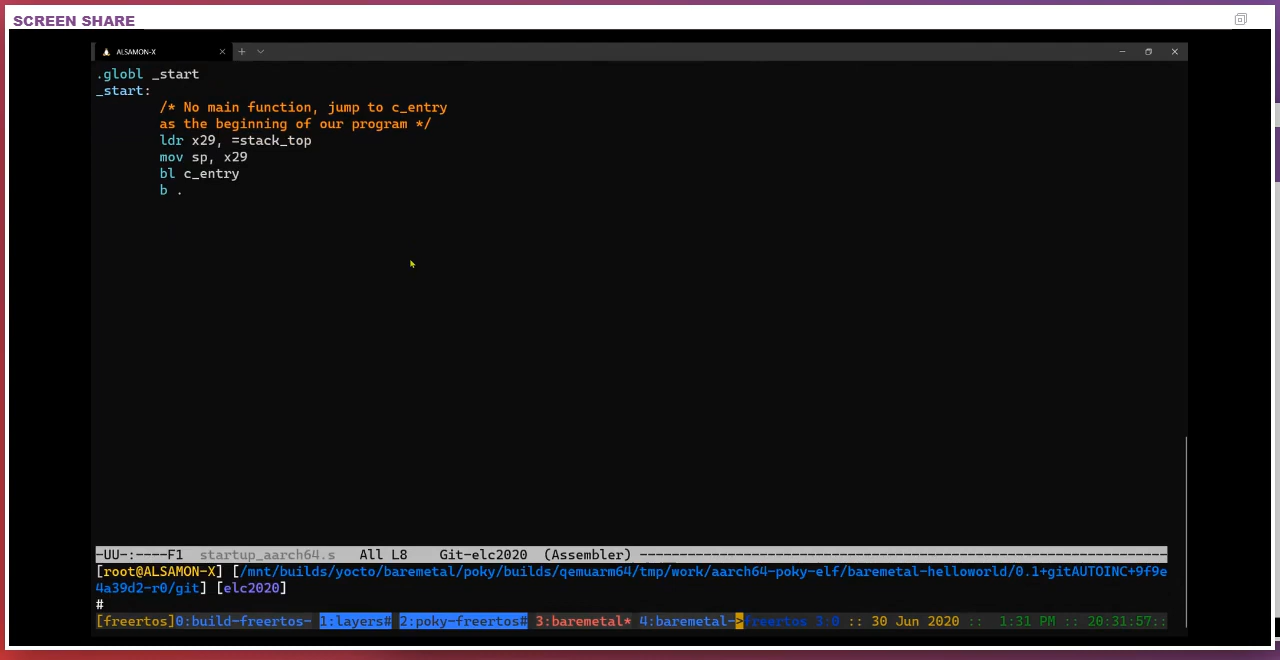 SCREEN SHARE
ALSAMON-X
.globl _start
_start:
/* No main function, jump to c_entry
as the beginning of our program */
ldr x29, =stack_top
mov sp, x29
bl c_entry
b .
-UU-:----F1  startup_aarch64.s   All L8    Git-elc2020  (Assembler) ------------------------------------------------------------------
[root@ALSAMON-X] [/mnt/builds/yocto/baremetal/poky/builds/qemuarm64/tmp/work/aarch64-poky-elf/baremetal-helloworld/0.1+gitAUTOINC+9f9e
4a39d2-r0/git] [elc2020]
#
[freertos]0:build-freertos- 1:layers# 2:poky-freertos# 3:baremetal* 4:baremetal->freertos 3:0 :: 30 Jun 2020 :: 1:31 PM :: 20:31:57::